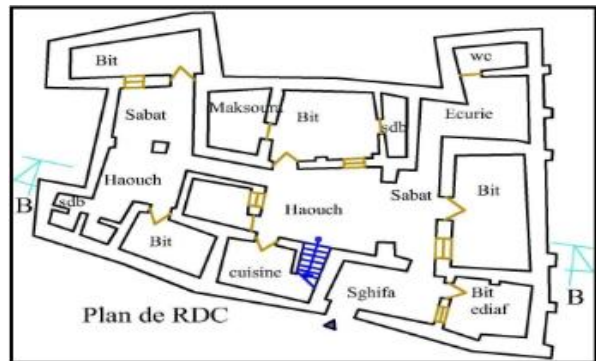 Bit
wc
Sabat
Maksoura
Bit
sdb
Ecurie
Haouch
Sabat
Bit
B
sdb
Haouch
Bit
cuisine
Sghifa
Bit
ediaf
B
Plan de RDC